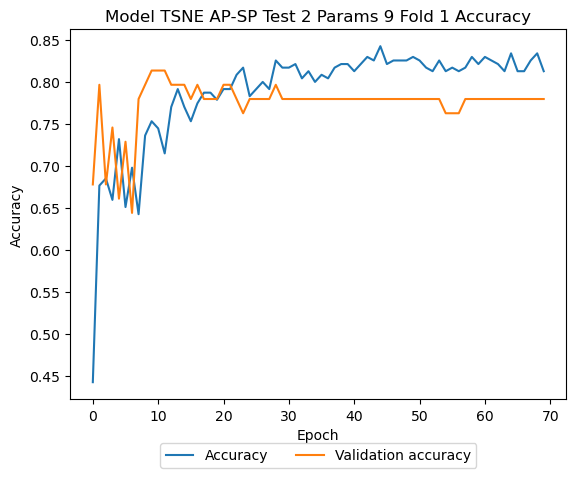 Model TSNE AP-SP Test 2 Params 9 Fold 1 Accuracy
0.85
0.80
0.75
0.70
0.65
0.60
0.55
0.50
0.45
Accuracy
0 10 20 30 40 50 60 70
Epoch
Accuracy Validation accuracy